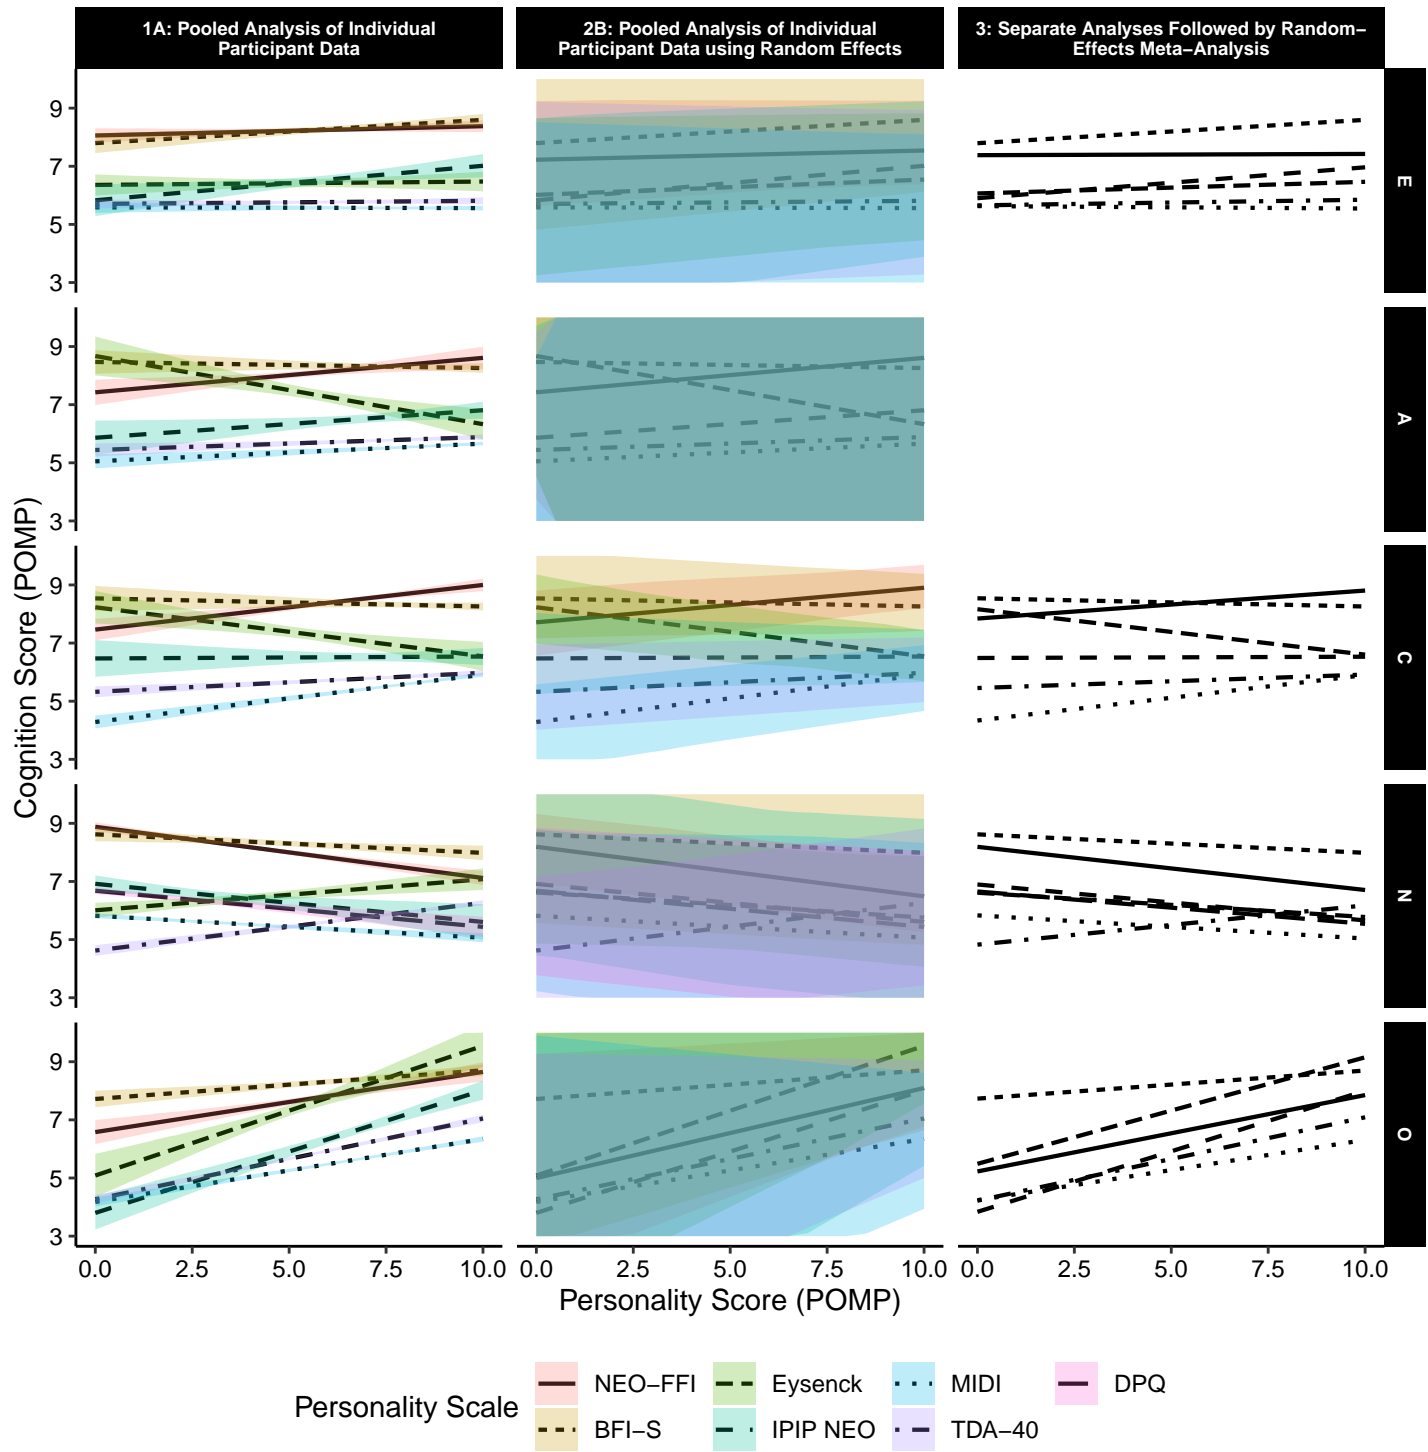 1A: Pooled Analysis of Individual
Participant Data
2B: Pooled Analysis of Individual
Participant Data using Random Effects
3: Separate Analyses Followed by Random−
Effects Meta−Analysis
9
7
5
3
E
9
7
5
3
A
9
7
5
3
C
9
7
5
3
N
9
7
5
3
O
Cognition Score (POMP)
0.0 2.5 5.0 7.5 10.0
0.0 2.5 5.0 7.5 10.0
0.0 2.5 5.0 7.5 10.0
Personality Score (POMP)
Personality Scale
NEO−FFI Eysenck MIDI DPQ
BFI−S IPIP NEO TDA−40